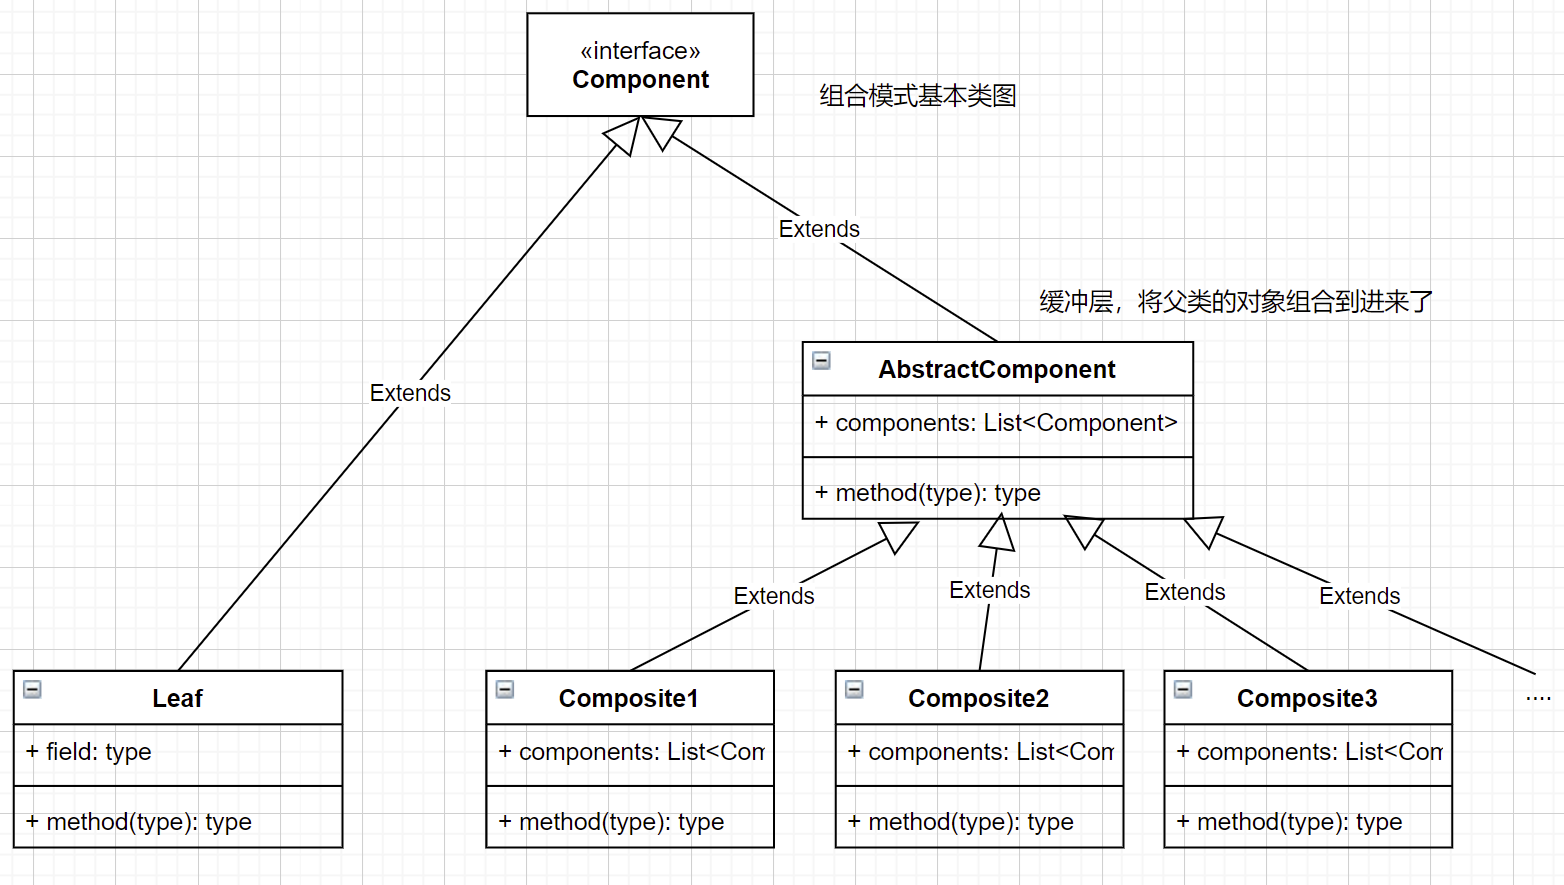 «interface»
Component
组合模式基本类图
Extends
缓冲层，将父类的对象组合到进来了
AbstractComponent
Extends
+ components: List<Component>
+ method(type): type
Extends
Extends
Extends
Extends
Leaf
Composite1
Composite2
Composite3
....
+ field: type
+ components: List<Com
+ components: List<Com
+ components: List<Com
+ method(type): type
+ method(type): type
+ method(type): type
+ method(type): type